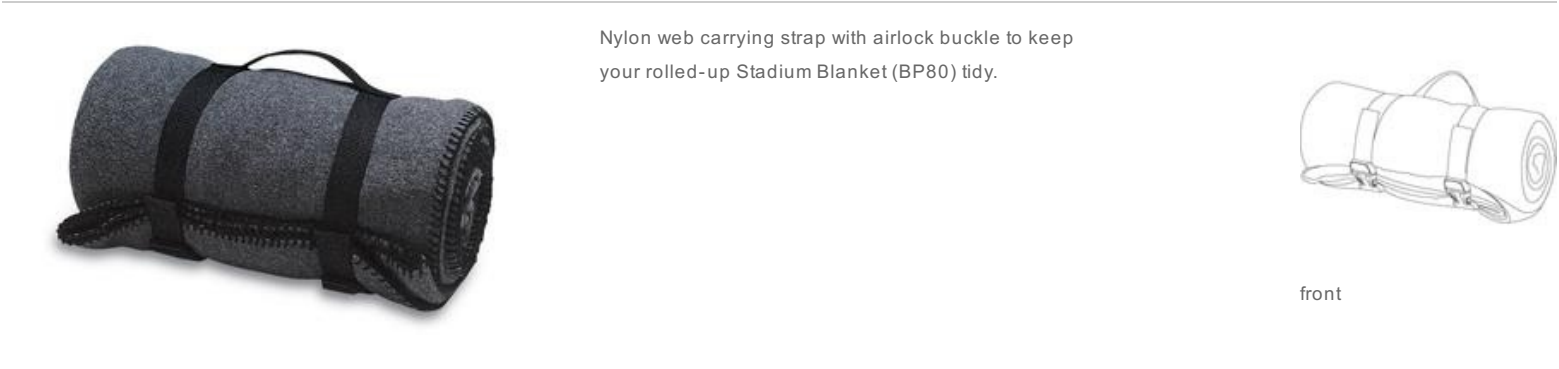 Nylon web carrying strap with airlock buckle to keep
your rolled-up Stadium Blanket (BP80) tidy.
front